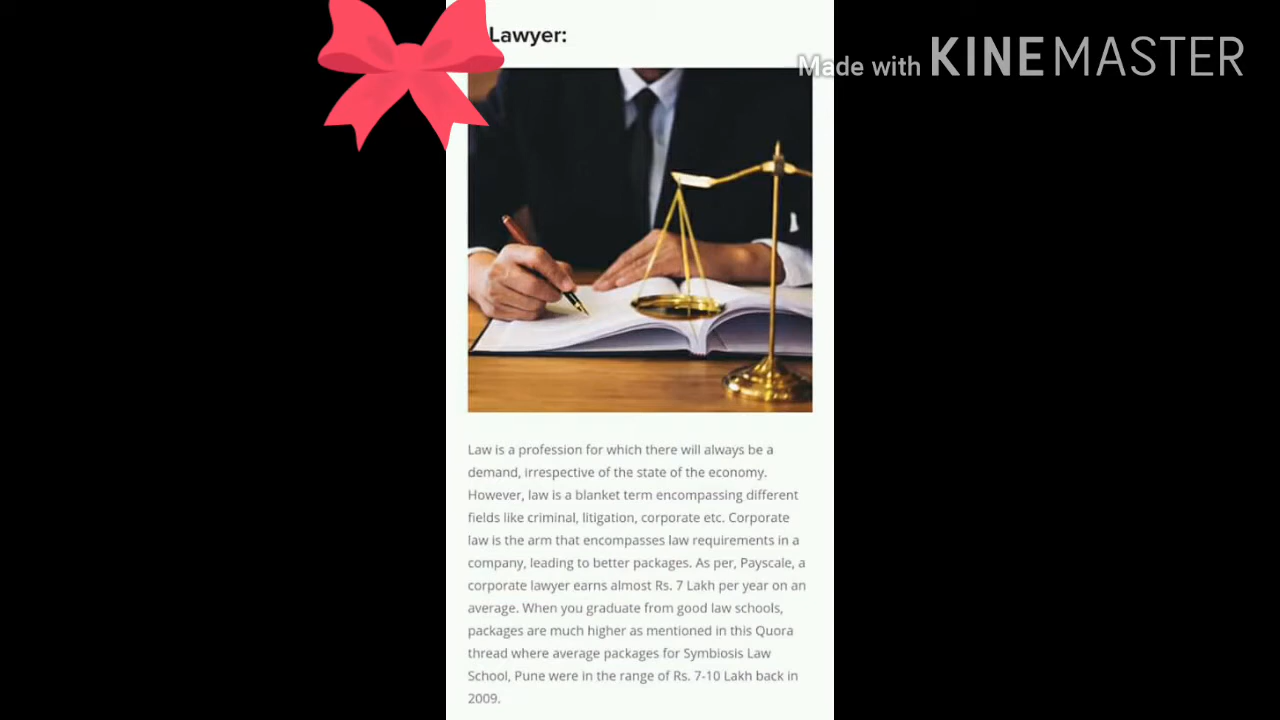 Lawyer:
Made with KINEMASTER
Law is a profession for which there will always be a
demand, irrespective of the state of the economy.
However, law is a blanket term encompassing different
fields like criminal, litigation, corporate etc. Corporate
law is the arm that encompasses law requirements in a
company, leading to better packages. As per, Payscale, a
corporate lawyer earns almost Rs. 7 Lakh per year on an
average. When you graduate from good law schools,
packages are much higher as mentioned in this Quora
thread where average packages for Symbiosis Law
School, Pune were in the range of Rs. 7-10 Lakh back in
2009.